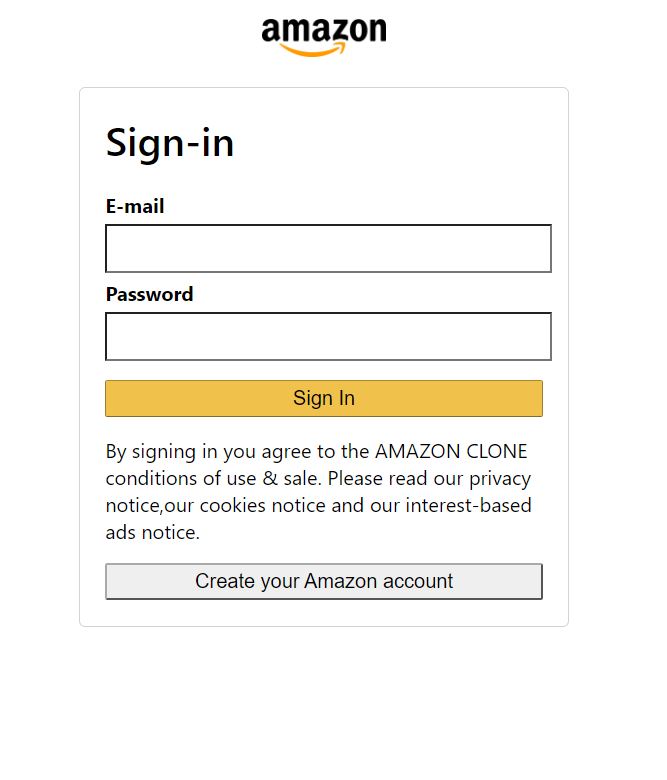 amazon
Sign-in
E-mail
Password
Sign In
By signing in you agree to the AMAZON CLONE
conditions of use & sale. Please read our privacy
notice,our cookies notice and our interest-based
ads notice.
Create your Amazon account